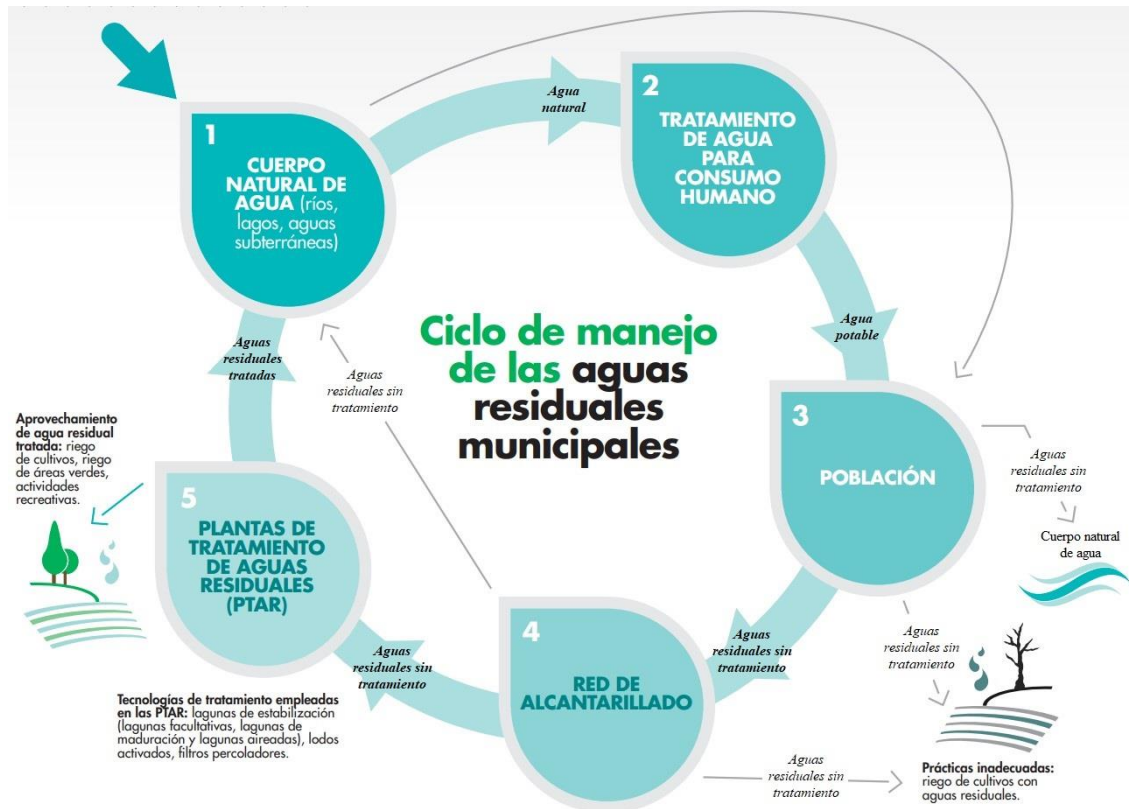 1
CUERPO
NATURAL DE
AGUA (ríos,
lagos, aguas
subterráneas)
Agua
natural
2
TRATAMIENTO
DE AGUA
PARA
CONSUMO
HUMANO
Agua
potable
Ciclo de manejo
de las aguas
residuales
municipales
3
POBLACIÓN
Aguas
residuales sin
tratamiento
Cuerpo natural
de agua
Aguas
residuales sin
tratamiento
Prácticas inadecuadas:
riego de cultivos con
aguas residuales.
Aguas
residuales sin
tratamiento
4
RED DE
ALCANTARILLADO
Aguas
residuales sin
tratamiento
Aguas
residuales sin
tratamiento
Aguas
residuales sin
tratamiento
5
PLANTAS DE
TRATAMIENTO
DE AGUAS
RESIDUALES
(PTAR)
Tecnologías de tratamiento empleadas
en las PTAR: lagunas de estabilización
(lagunas facultativas, lagunas de
maduración y lagunas aireadas), lodos
activados, filtros percoladores.
Aprovechamiento
de agua residual
tratada: riego
de cultivos, riego
de áreas verdes,
actividades
recreativas.
Aguas
residuales
tratadas